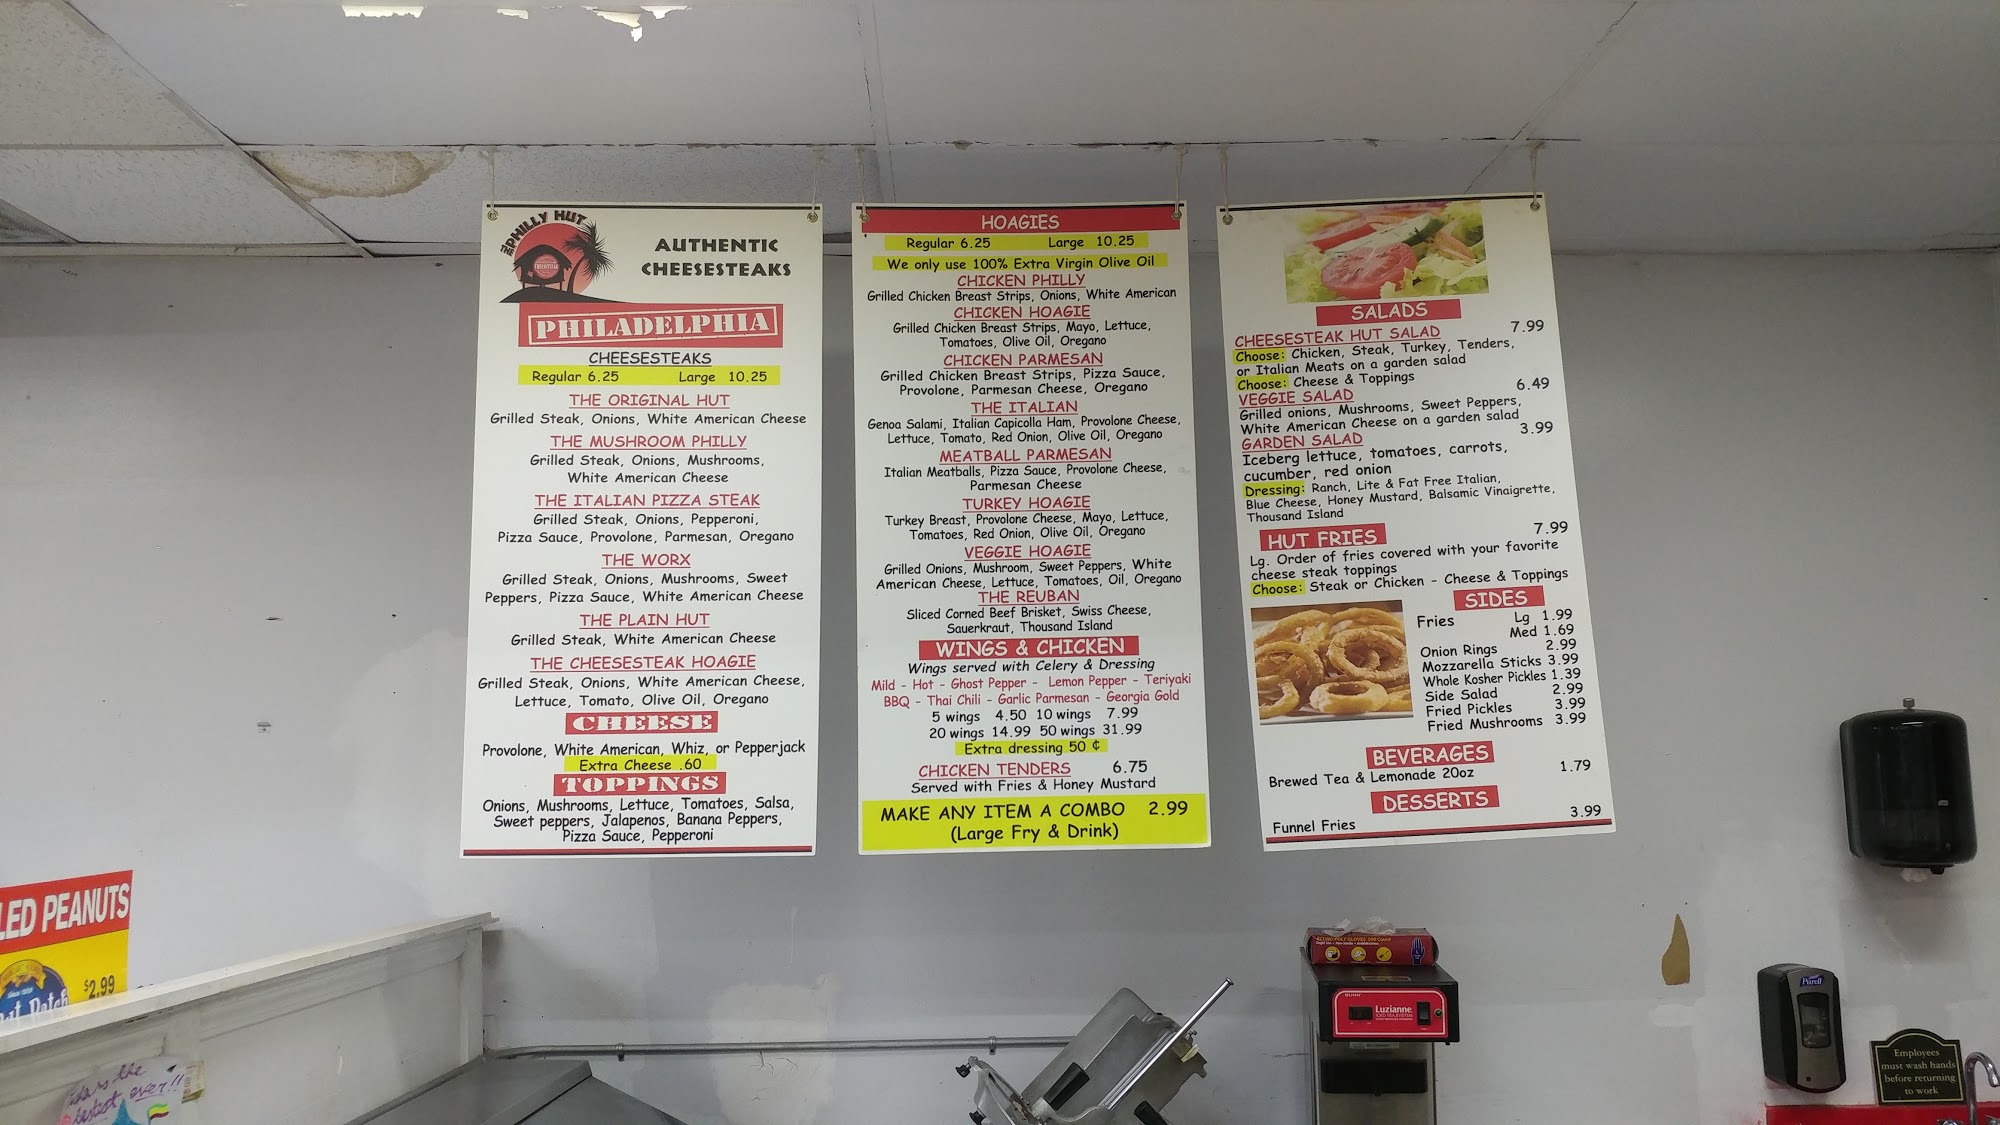 THE PHILLY HUT
CHEESESTEAK
AUTHENTIC
CHEESESTEAKS
PHILADELPHIA
CHEESESTEAKS
Regular 6.25 Large 10.25
THE ORIGINAL HUT
Grilled Steak, Onions, White American Cheese
THE MUSHROOM PHILLY
Grilled Steak, Onions, Mushrooms,
White American Cheese
THE ITALIAN PIZZA STEAK
Grilled Steak, Onions, Pepperoni,
Pizza Sauce, Provolone, Parmesan, Oregano
THE WORX
Grilled Steak, Onions, Mushrooms, Sweet
Peppers, Pizza Sauce, White American Cheese
THE PLAIN HUT
Grilled Steak, White American Cheese
THE CHEESESTEAK HOAGIE
Grilled Steak, Onions, White American Cheese,
Lettuce, Tomato, Olive Oil, Oregano
CHEESE
Provolone, White American, Whiz, or Pepperjack
Extra Cheese .60
TOPPINGS
Onions, Mushrooms, Lettuce, Tomatoes, Salsa,
Sweet peppers, Jalapenos, Banana Peppers,
Pizza Sauce, Pepperoni
HOAGIES
Regular 6.25 Large 10.25
We only use 100% Extra Virgin Olive Oil
CHICKEN PHILLY
Grilled Chicken Breast Strips, Onions, White American
CHICKEN HOAGIE
Grilled Chicken Breast Strips, Mayo, Lettuce,
Tomatoes, Olive Oil, Oregano
CHICKEN PARMESAN
Grilled Chicken Breast Strips, Pizza Sauce,
Provolone, Parmesan Cheese, Oregano
THE ITALIAN
Genoa Salami, Italian Capicolla Ham, Provolone Cheese,
Lettuce, Tomato, Red Onion, Olive Oil, Oregano
MEATBALL PARMESAN
Italian Meatballs, Pizza Sauce, Provolone Cheese,
Parmesan Cheese
TURKEY HOAGIE
Turkey Breast, Provolone Cheese, Mayo, Lettuce,
Tomatoes, Red Onion, Olive Oil, Oregano
VEGGIE HOAGIE
Grilled Onions, Mushroom, Sweet Peppers, White
American Cheese, Lettuce, Tomatoes, Oil, Oregano
THE REUBAN
Sliced Corned Beef Brisket, Swiss Cheese,
Sauerkraut, Thousand Island
WINGS & CHICKEN
Wings served with Celery & Dressing
Mild - Hot - Ghost Pepper - Lemon Pepper - Teriyaki
BBQ - Thai Chili - Garlic Parmesan - Georgia Gold
5 wings 4.50 10 wings 7.99
20 wings 14.99 50 wings 31.99
Extra dressing 50 ¢
CHICKEN TENDERS 6.75
Served with Fries & Honey Mustard
MAKE ANY ITEM A COMBO 2.99
(Large Fry & Drink)
SALADS
CHEESESTEAK HUT SALAD 7.99
Choose: Chicken, Steak, Turkey, Tenders,
or Italian Meats on a garden salad
Choose: Cheese & Toppings
VEGGIE SALAD 6.49
Grilled onions, Mushrooms, Sweet Peppers,
White American Cheese on a garden salad
GARDEN SALAD 3.99
Iceberg lettuce, tomatoes, carrots,
cucumber, red onion
Dressing: Ranch, Lite & Fat Free Italian,
Blue Cheese, Honey Mustard, Balsamic Vinaigrette,
Thousand Island
HUT FRIES 7.99
Lg. Order of fries covered with your favorite
cheese steak toppings
Choose: Steak or Chicken - Cheese & Toppings
SIDES
Fries Lg 1.99
Med 1.69
Onion Rings 2.99
Mozzarella Sticks 3.99
Whole Kosher Pickles 1.39
Side Salad 2.99
Fried Pickles 3.99
Fried Mushrooms 3.99
BEVERAGES
Brewed Tea & Lemonade 20oz 1.79
DESSERTS
Funnel Fries 3.99
LED PEANUTS
$2.99
BUNN
Luzianne
Purell
Employees
must wash hands
before returning
to work
the
best ever!!